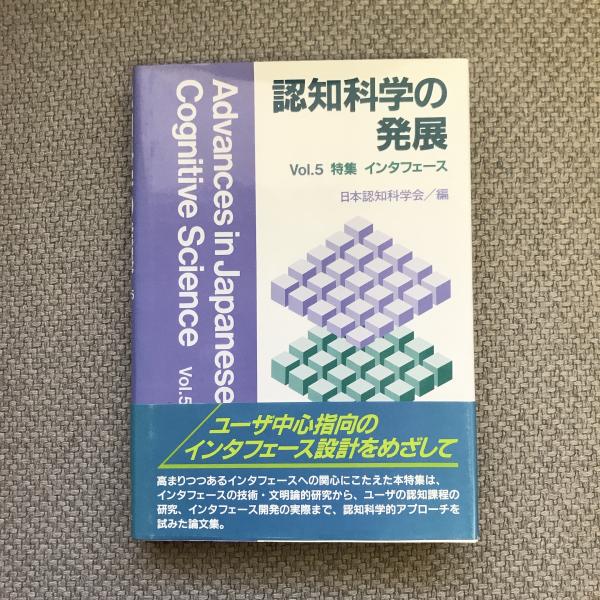 認知科学の
発展
Vol.5 特集 インタフェース
日本認知科学会／編
Advances in Japanese
Cognitive Science Vol.5
ユーザ中心指向の
インタフェース設計をめざして
高まりつつあるインタフェースへの関心にこたえた本特集は、
インタフェースの技術・文明論的研究から、ユーザの認知課程の
研究、インタフェース開発の実際まで、認知科学的アプローチを
試みた論文集。